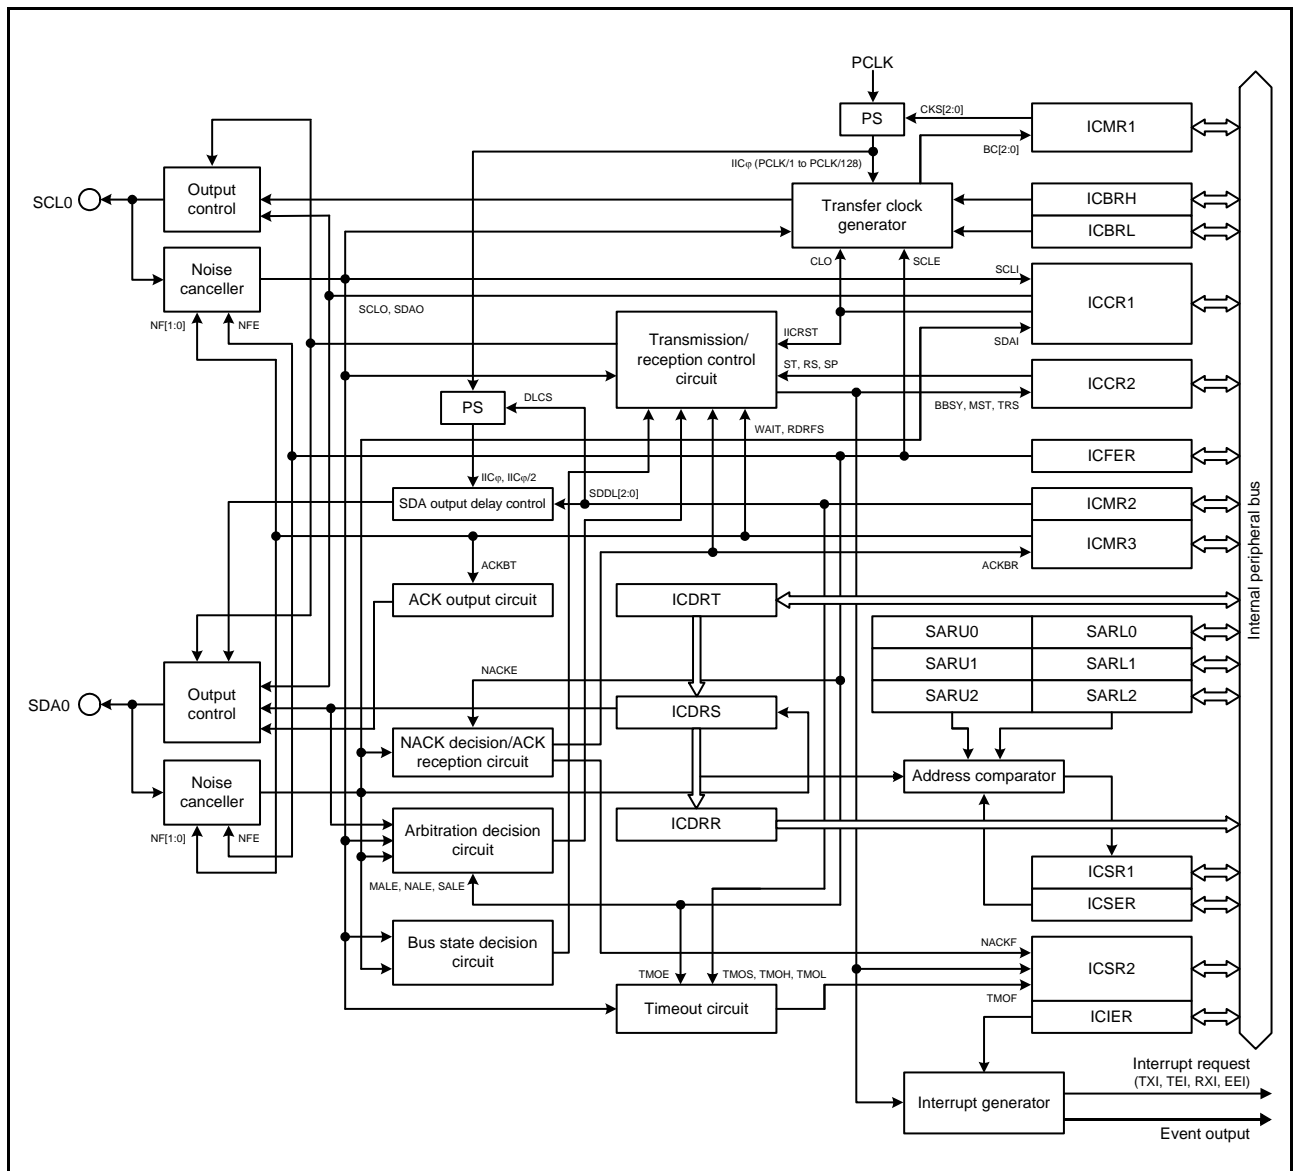 PCLK
PS
CKS[2:0]
ICMR1
BC[2:0]
IICφ (PCLK/1 to PCLK/128)
SCL0
Output
control
Transfer clock
generator
ICBRH
ICBRL
Noise
canceller
CLO
SCLE
SCLI
ICCR1
SCLO, SDAO
NF[1:0]
NFE
Transmission/
reception control
circuit
IICRST
SDAI
ST, RS, SP
ICCR2
BBSY, MST, TRS
PS
DLCS
WAIT, RDRFS
ICFER
IICφ, IICφ/2
SDA output delay control
SDDL[2:0]
ICMR2
ICMR3
ACKBT
ACKBR
ACK output circuit
ICDRT
Internal peripheral bus
SARU0
SARL0
SARU1
SARL1
SARU2
SARL2
SDA0
Output
control
NACKE
ICDRS
NACK decision/ACK
reception circuit
Address comparator
Noise
canceller
ICDRR
NF[1:0]
NFE
Arbitration decision
circuit
MALE, NALE, SALE
ICSR1
ICSER
Bus state decision
circuit
NACKF
ICSR2
TMOE
TMOS, TMOH, TMOL
TMOF
Timeout circuit
ICIER
Interrupt generator
Interrupt request
(TXI, TEI, RXI, EEI)
Event output